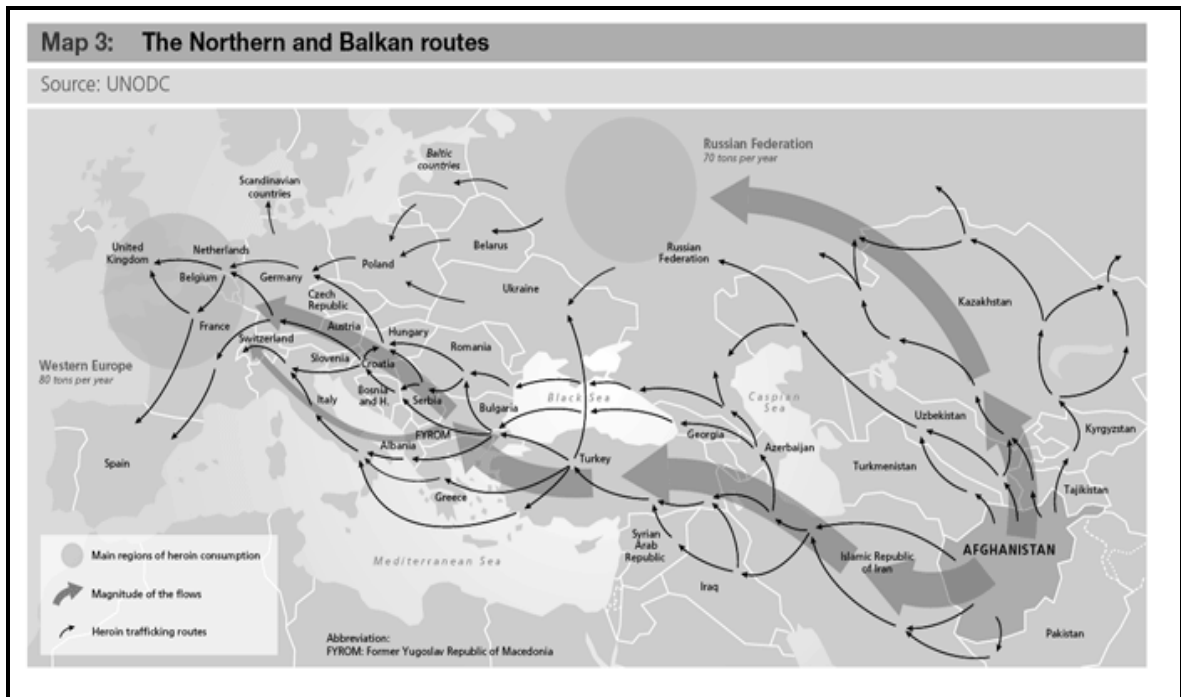 Map 3: The Northern and Balkan routes
Source: UNODC
Baltic
countries
Russian Federation
70 tons per year
Scandinavian
countries
United
Kingdom
Netherlands
Belgium
Germany
Poland
Belarus
Russian
Federation
Ukraine
Kazakhstan
Czech
Republic
France
Austria
Hungary
Switzerland
Slovenia
Croatia
Romania
Western Europe
80 tons per year
Italy
Bosnia
and H.
Serbia
Bulgaria
Black Sea
Caspian
Sea
Uzbekistan
Kyrgyzstan
FYROM
Albania
Georgia
Azerbaijan
Spain
Turkey
Turkmenistan
Tajikistan
Greece
Syrian
Arab
Republic
Mediterranean Sea
Iraq
Islamic Republic
of Iran
AFGHANISTAN
Pakistan
Main regions of heroin consumption
Magnitude of the flows
Heroin trafficking routes
Abbreviation:
FYROM: Former Yugoslav Republic of Macedonia